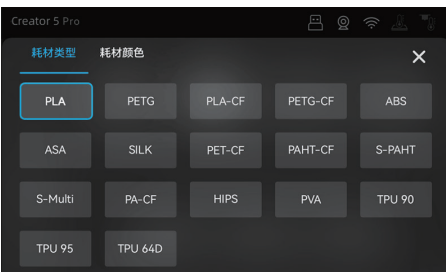 Creator 5 Pro
耗材类型 耗材颜色
PLA PETG PLA-CF PETG-CF ABS
ASA SILK PET-CF PAHT-CF S-PAHT
S-Multi PA-CF HIPS PVA TPU 90
TPU 95 TPU 64D